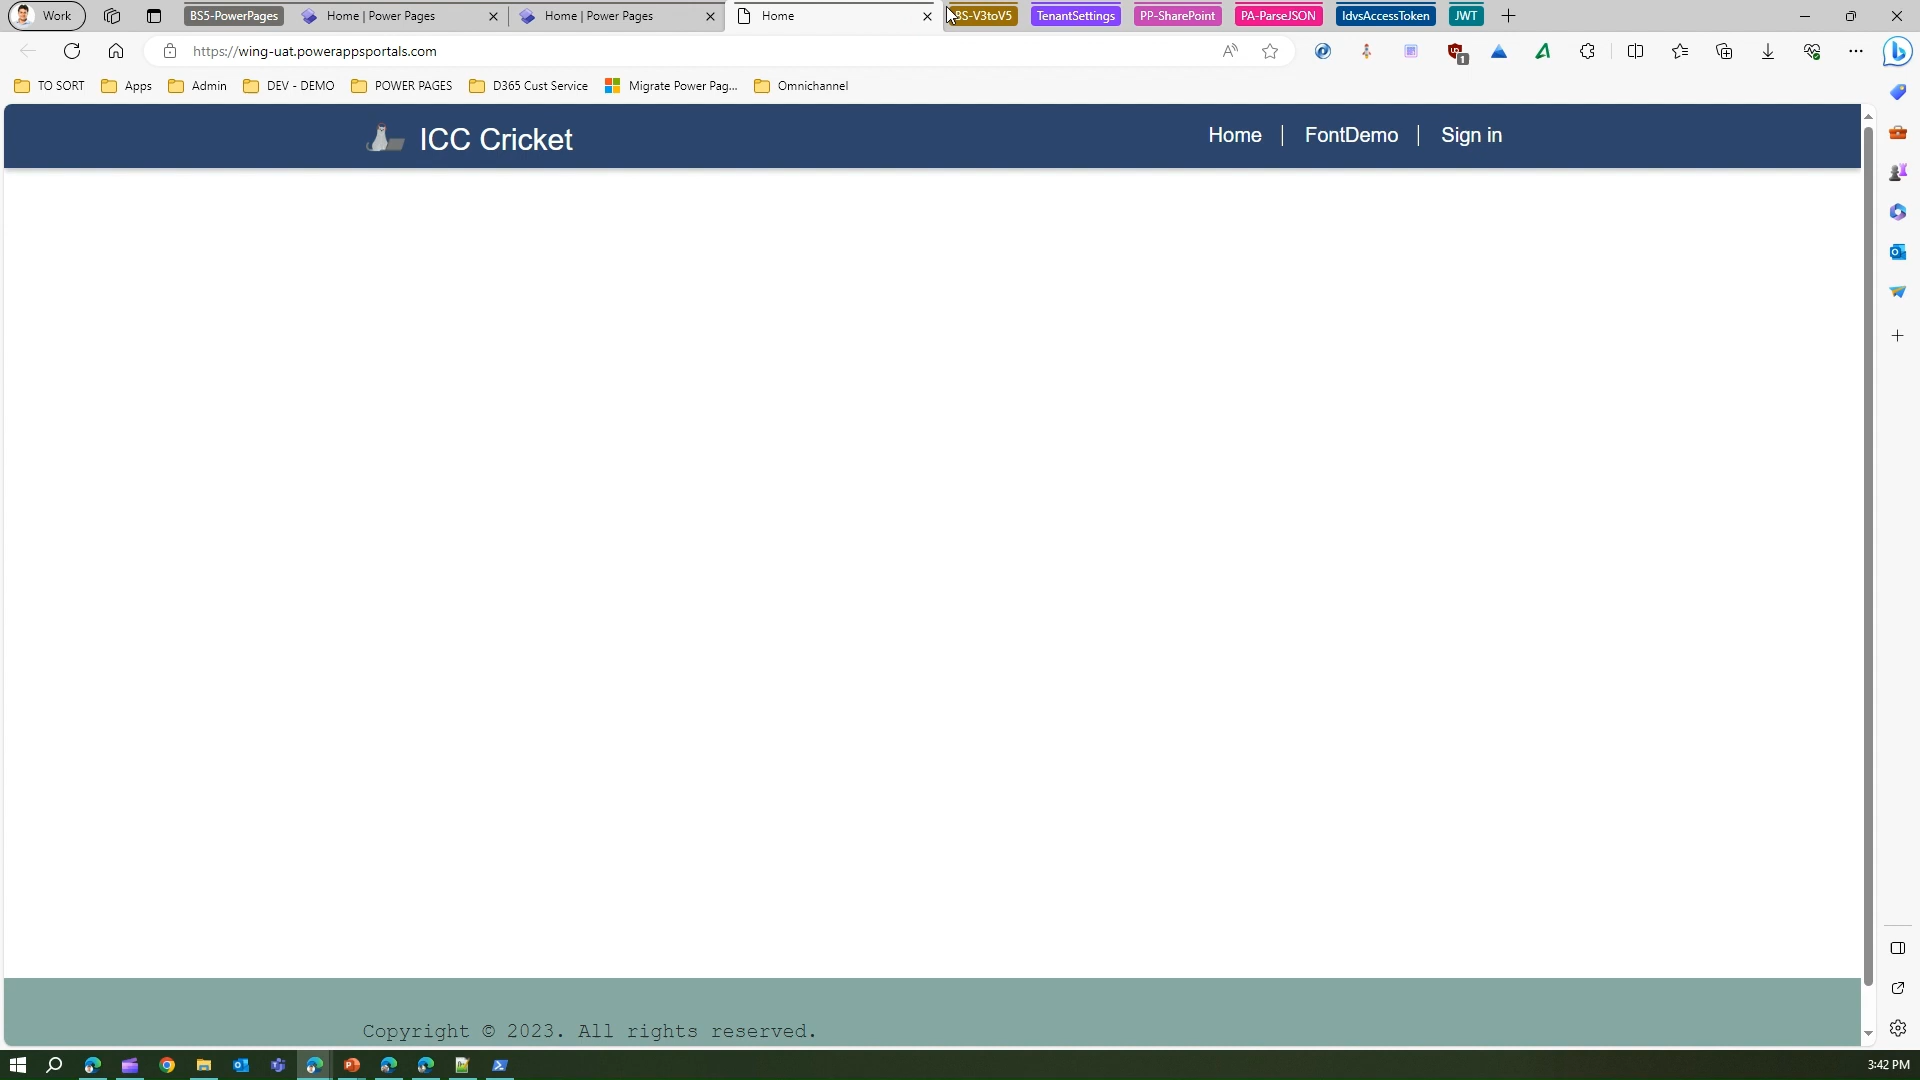 Work
BS5-PowerPages
Home | Power Pages
Home | Power Pages
Home
BS-V3toV5
TenantSettings
PP-SharePoint
PA-ParseJSON
IdvsAccessToken
JWT
https://wing-uat.powerappsportals.com
1
TO SORT
Apps
Admin
DEV - DEMO
POWER PAGES
D365 Cust Service
Migrate Power Pag...
Omnichannel
ICC Cricket
Home
FontDemo
Sign in
Copyright © 2023. All rights reserved.
3:42 PM